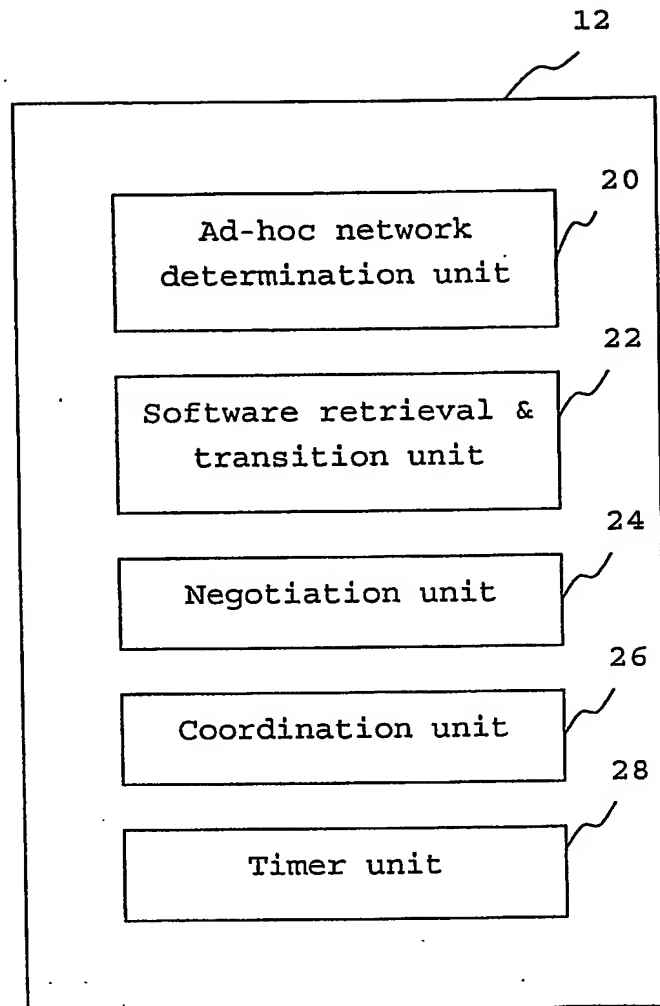 12
20
Ad-hoc network
determination unit
22
Software retrieval &
transition unit
24
Negotiation unit
26
Coordination unit
28
Timer unit